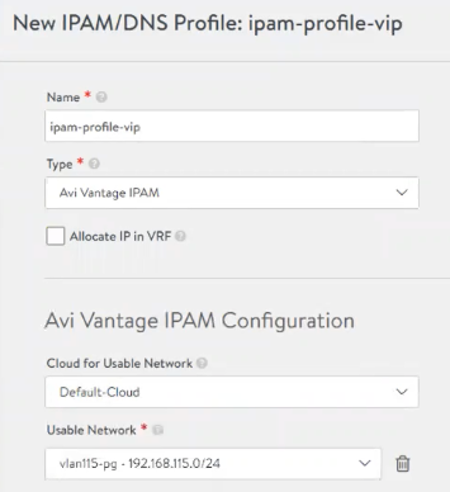 New IPAM/DNS Profile: ipam-profile-vip
Name *
ipam-profile-vip
Type *
Avi Vantage IPAM
Allocate IP in VRF
Avi Vantage IPAM Configuration
Cloud for Usable Network
Default-Cloud
Usable Network *
vlan115-pg - 192.168.115.0/24